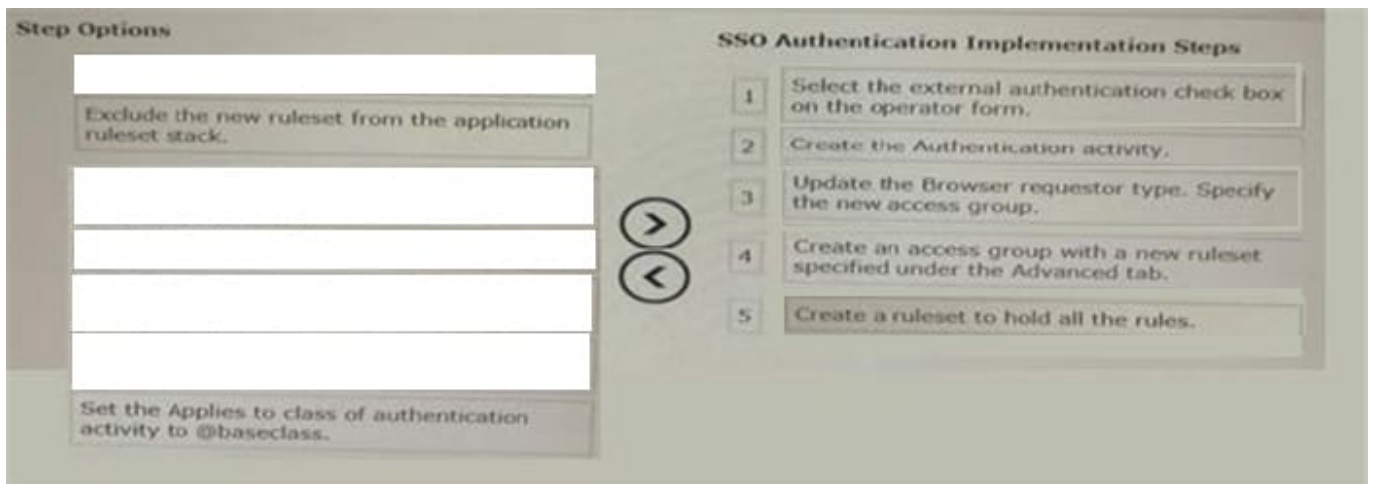 Step Options
Exclude the new ruleset from the application
ruleset stack.
Set the Applies to class of authentication
activity to @baseclass.
SSO Authentication Implementation Steps
1
Select the external authentication check box
on the operator form.
2
Create the Authentication activity.
3
Update the Browser requestor type. Specify
the new access group.
4
Create an access group with a new ruleset
specified under the Advanced tab.
5
Create a ruleset to hold all the rules.